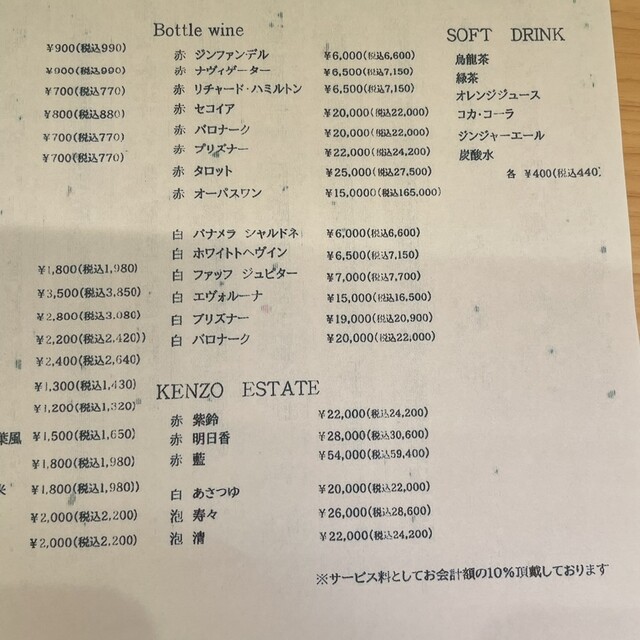 ¥900(税込990)
¥900(税込990)
¥700(税込770)
¥800(税込880)
¥700(税込770)
¥700(税込770)
¥1,800(税込1,980)
¥3,500(税込3,850)
¥2,800(税込3,080)
¥2,200(税込2,420))
¥2,400(税込2,640)
¥1,300(税込1,430)
¥1,200(税込1,320)
葉風 ¥1,500(税込1,650)
¥1,800(税込1,980)
¥1,800(税込1,980))
¥2,000(税込2,200)
¥2,000(税込2,200)
Bottle wine
赤 ジンファンデル ¥6,000(税込6,600)
赤 ナヴィゲーター ¥6,500(税込7,150)
赤 リチャード・ハミルトン ¥6,500(税込7,150)
赤 セコイア ¥20,000(税込22,000)
赤 バロナーク ¥20,000(税込22,000)
赤 プリズナー ¥22,000(税込24,200)
赤 タロット ¥25,000(税込27,500)
赤 オーパスワン ¥15,0000(税込165,000)
白 パナメラ シャルドネ ¥6,000(税込6,600)
白 ホワイトトヘヴイン ¥6,500(税込7,150)
白 ファッフ ジュピター ¥7,000(税込7,700)
白 エヴォルーナ ¥15,000(税込16,500)
白 プリズナー ¥19,000(税込20,900)
白 バロナーク ¥20,000(税込22,000)
KENZO ESTATE
赤 紫鈴 ¥22,000(税込24,200)
赤 明日香 ¥28,000(税込30,600)
赤 藍 ¥54,000(税込59,400)
白 あさつゆ ¥20,000(税込22,000)
泡 寿々 ¥26,000(税込28,600)
泡 清 ¥22,000(税込24,200)
SOFT DRINK
烏龍茶
緑茶
オレンジジュース
コカ・コーラ
ジンジャーエール
炭酸水
各 ¥400(税込440)
※サービス料としてお会計額の10%頂戴しております